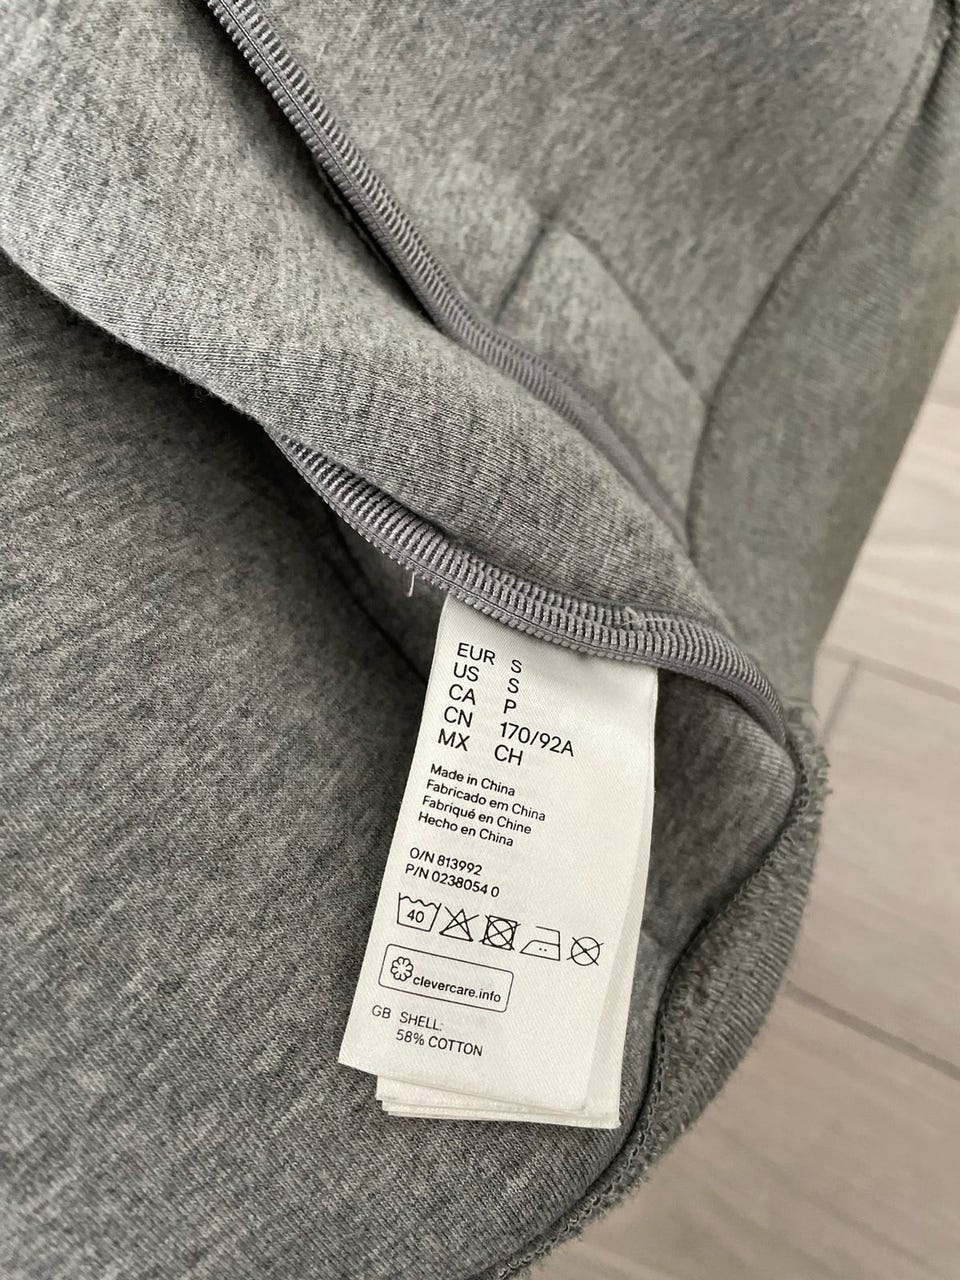 EUR S
US S
CA P
CN 170/92A
MX CH
Made in China
Fabricado em China
Fabriqué en Chine
Hecho en China
O/N 813992
P/N 0238054 0
40
clevercare.info
GB SHELL:
58% COTTON